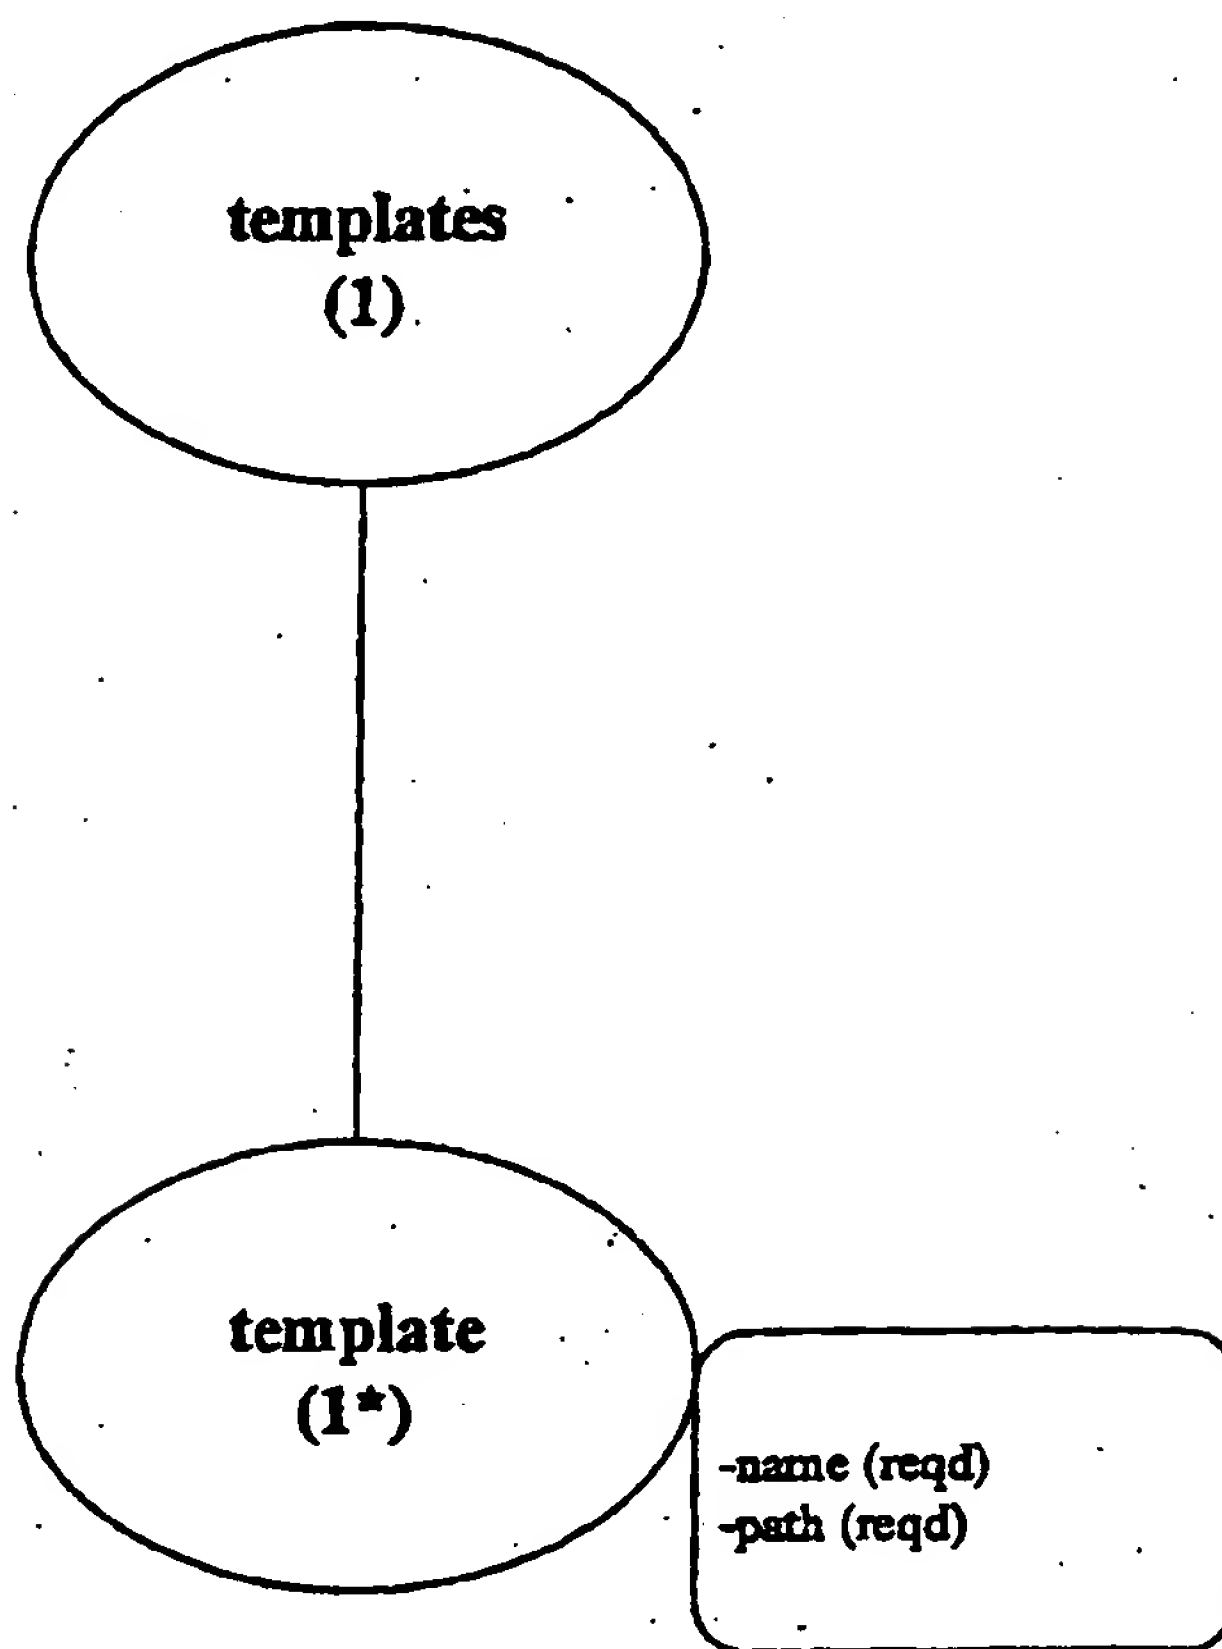 templates
(1)
template
(1*)
-name (reqd)
-path (reqd)